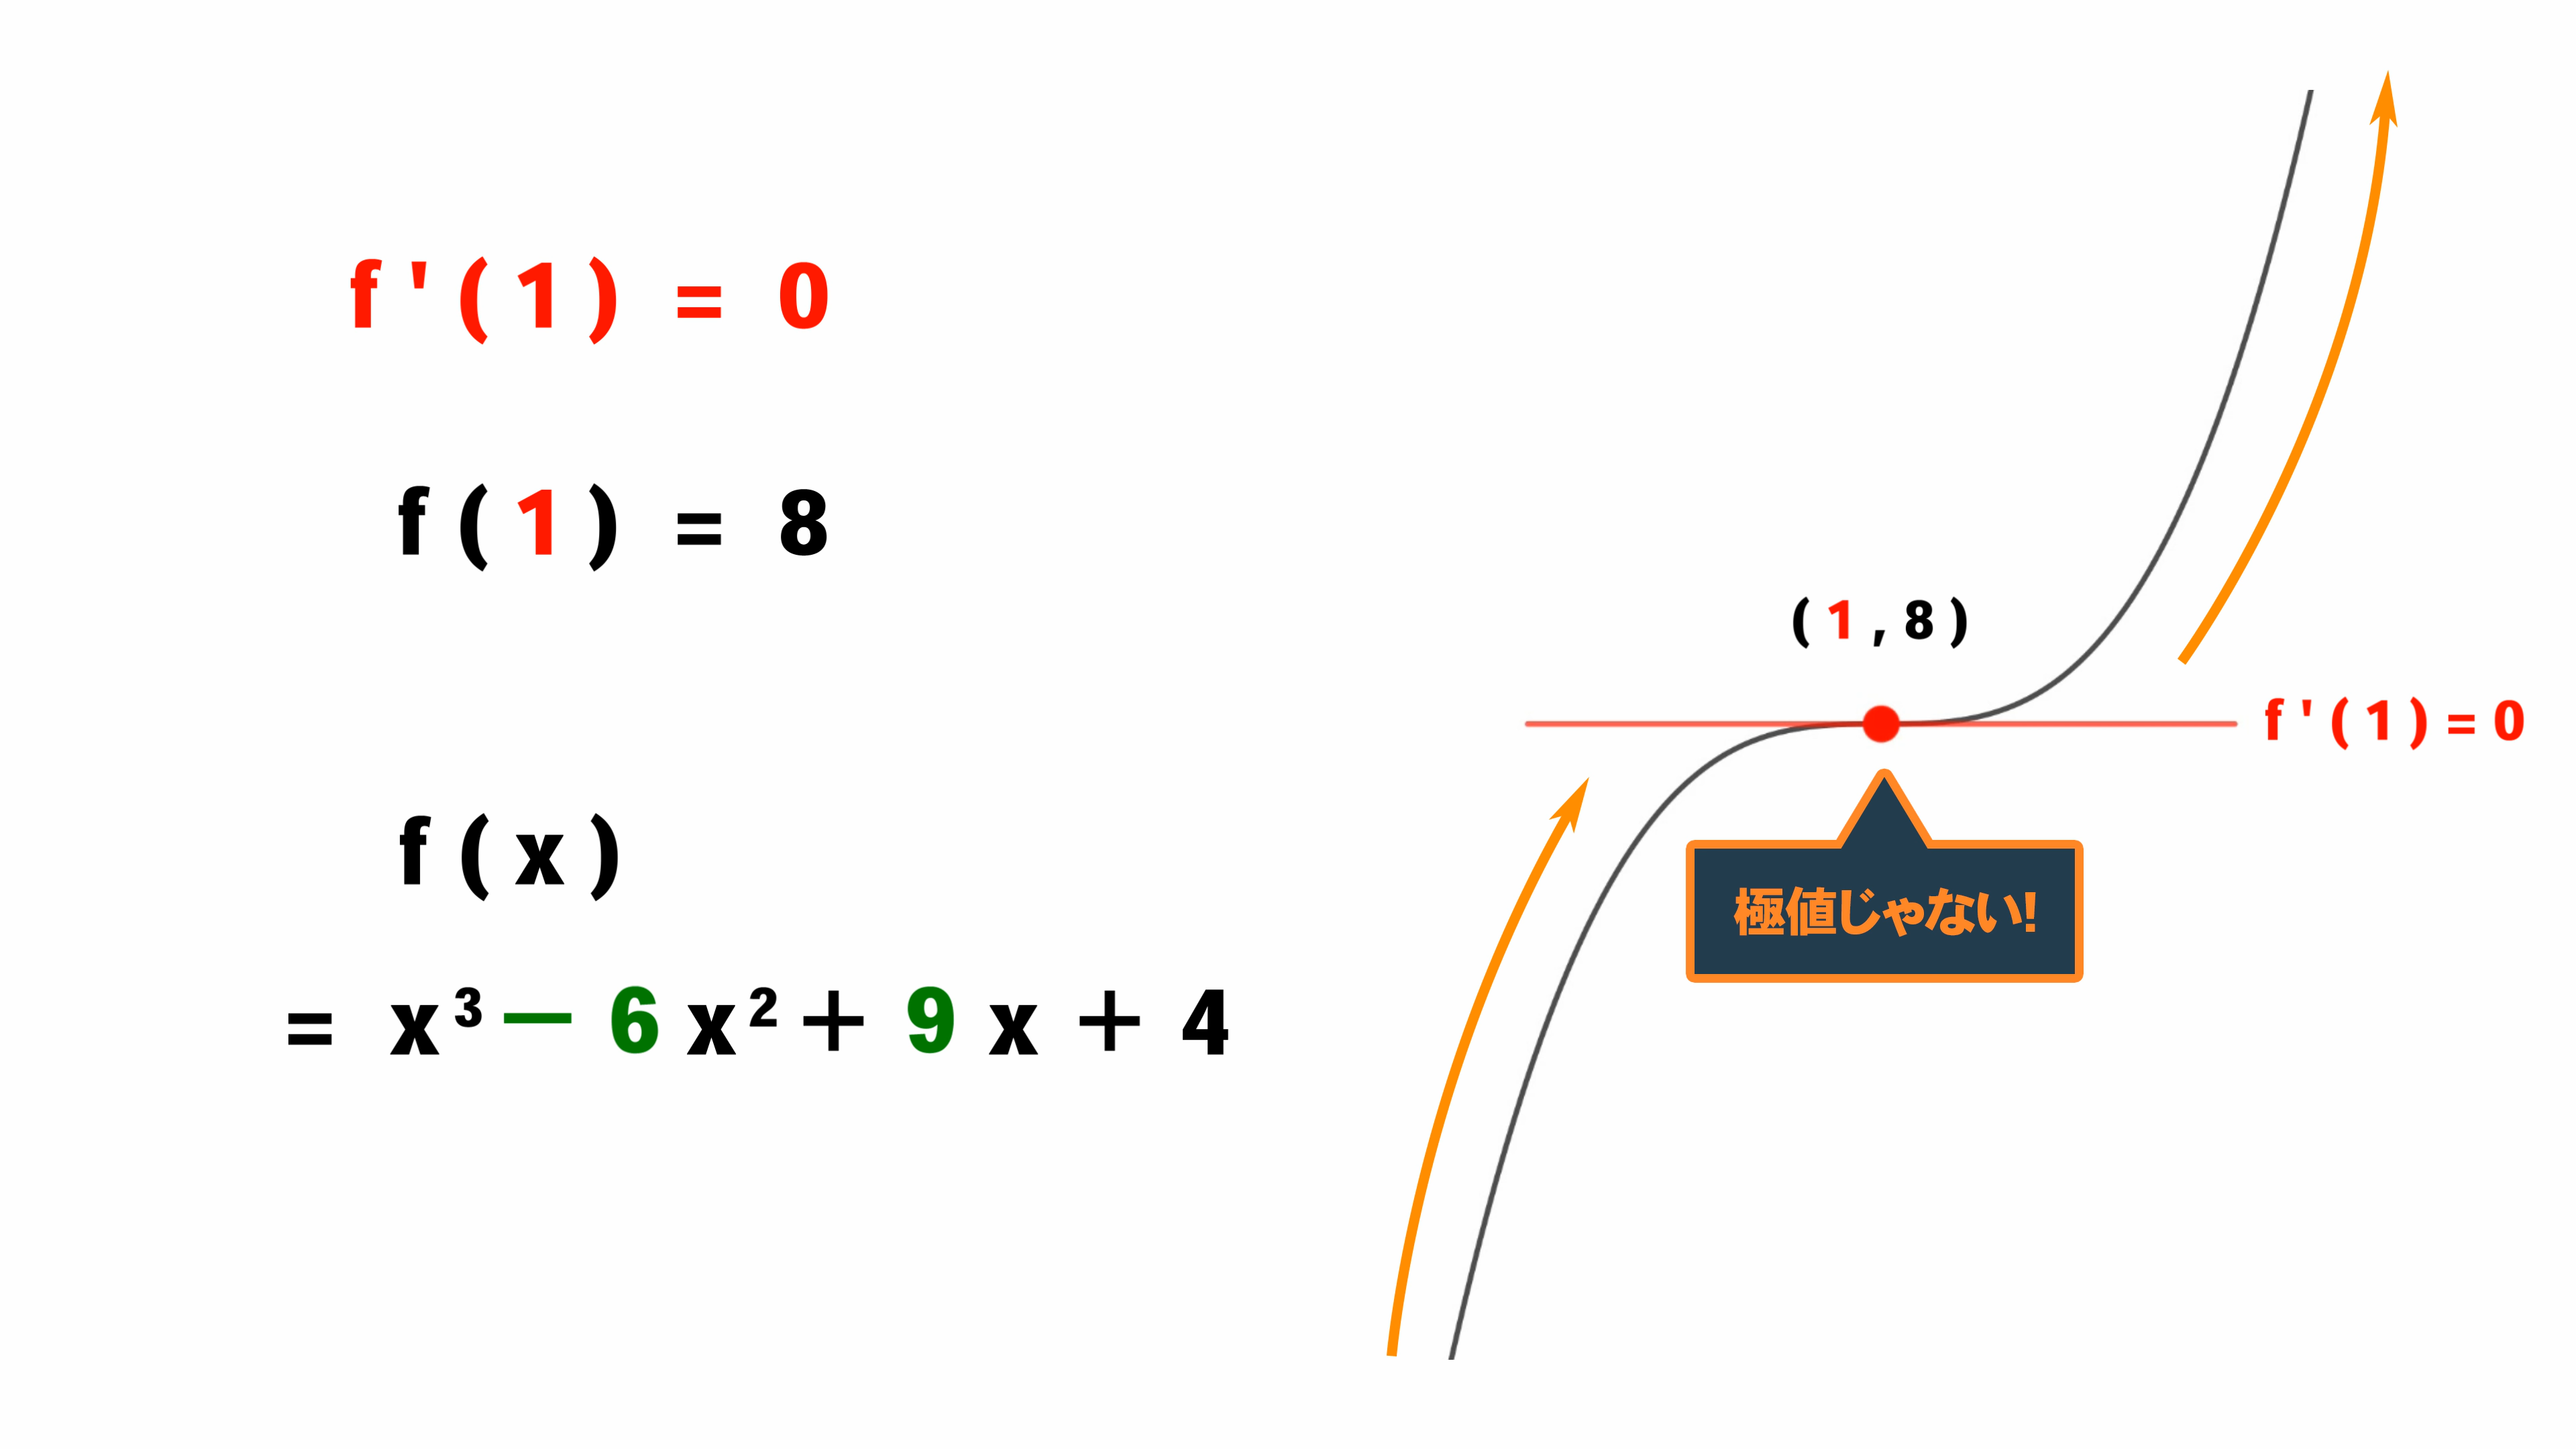 f'(1) = 0
f(1) = 8
f(x)
= x³ − 6x² + 9x + 4
(1,8)
f'(1)=0
極値じゃない!